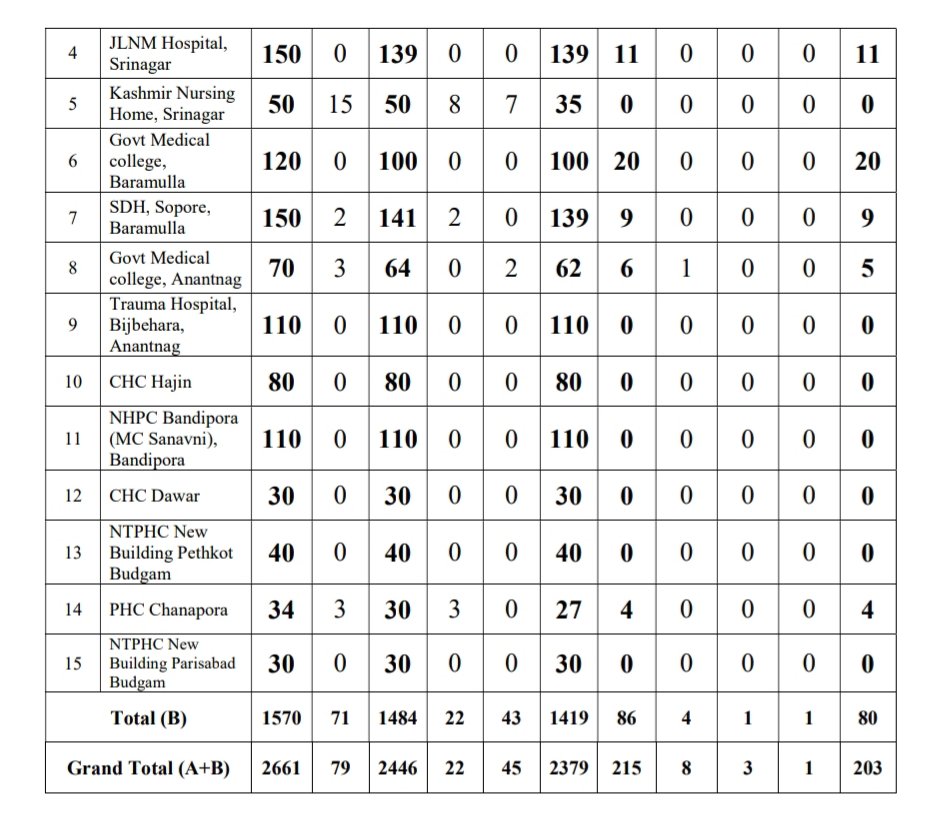 4 JLNM Hospital, Srinagar 150 0 139 0 0 139 11 0 0 0 11
5 Kashmir Nursing Home, Srinagar 50 15 50 8 7 35 0 0 0 0 0
6 Govt Medical college, Baramulla 120 0 100 0 0 100 20 0 0 0 20
7 SDH, Sopore, Baramulla 150 2 141 2 0 139 9 0 0 0 9
8 Govt Medical college, Anantnag 70 3 64 0 2 62 6 1 0 0 5
9 Trauma Hospital, Bijbehara, Anantnag 110 0 110 0 0 110 0 0 0 0 0
10 CHC Hajin 80 0 80 0 0 80 0 0 0 0 0
11 NHPC Bandipora (MC Sanavni), Bandipora 110 0 110 0 0 110 0 0 0 0 0
12 CHC Dawar 30 0 30 0 0 30 0 0 0 0 0
13 NTPHC New Building Pethkot Budgam 40 0 40 0 0 40 0 0 0 0 0
14 PHC Chanapora 34 3 30 3 0 27 4 0 0 0 4
15 NTPHC New Building Parisabad Budgam 30 0 30 0 0 30 0 0 0 0 0
Total (B) 1570 71 1484 22 43 1419 86 4 1 1 80
Grand Total (A+B) 2661 79 2446 22 45 2379 215 8 3 1 203